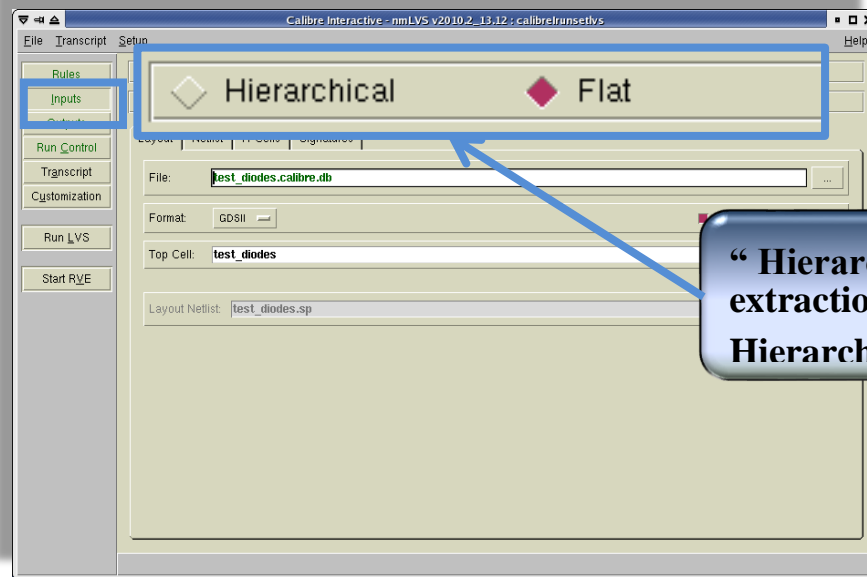 Calibre Interactive - nmLVS v2010.2_13.12 : calibrelrunsetlvs
File Transcript Setup Help
Rules
Inputs
Hierarchical Flat
Run Control
Transcript
Customization
Run LVS
Start RVE
Layout
File: test_diodes.calibre.db ...
Format: GDSII
Top Cell: test_diodes
Layout Netlist: test_diodes.sp
“ Hierar
extractio
Hierarch